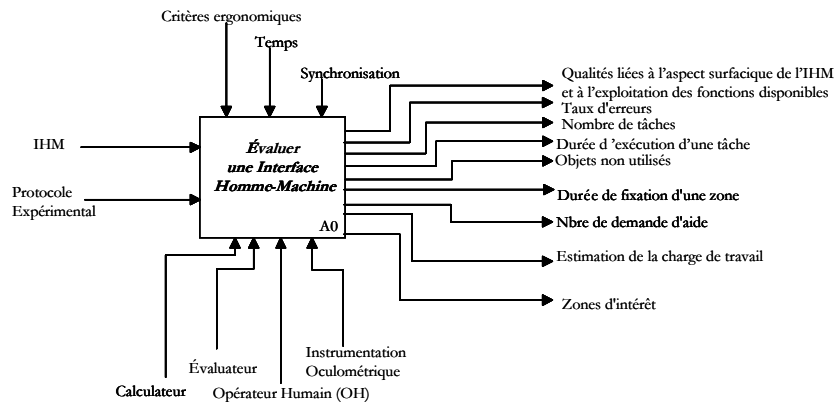 Critères ergonomiques
Temps
Synchronisation
IHM
Protocole
Expérimental
Évaluer
une Interface
Homme-Machine
A0
Qualités liées à l'aspect surfacique de l'IHM
et à l'exploitation des fonctions disponibles
Taux d'erreurs
Nombre de tâches
Durée d 'exécution d'une tâche
Objets non utilisés
Durée de fixation d'une zone
Nbre de demande d'aide
Estimation de la charge de travail
Zones d'intérêt
Calculateur
Évaluateur
Opérateur Humain (OH)
Instrumentation
Oculométrique